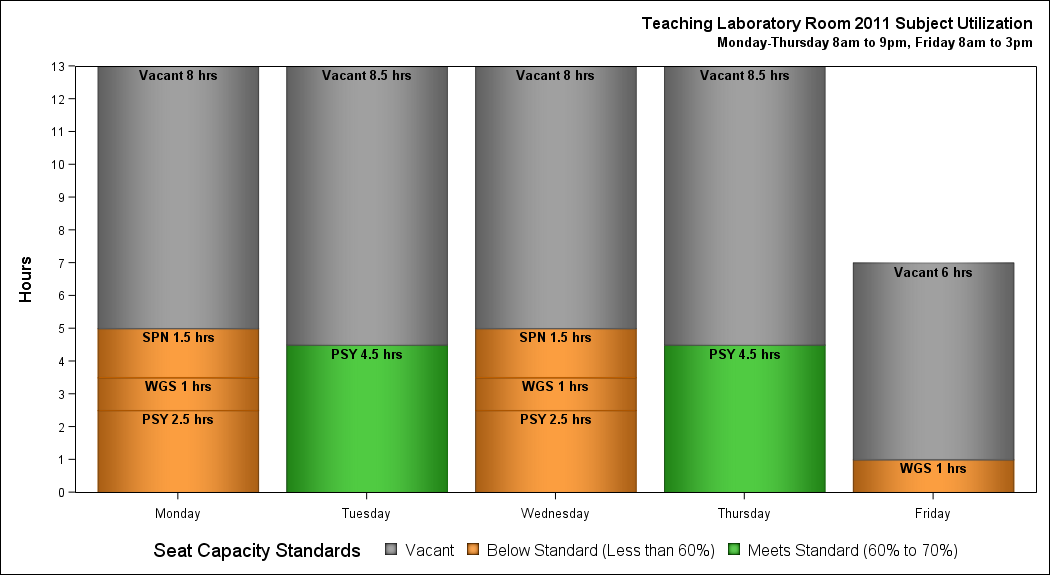 Teaching Laboratory Room 2011 Subject Utilization
Monday-Thursday 8am to 9pm, Friday 8am to 3pm
Hours
13
12
11
10
9
8
7
6
5
4
3
2
1
0
Vacant 8 hrs
SPN 1.5 hrs
WGS 1 hrs
PSY 2.5 hrs
Vacant 8.5 hrs
PSY 4.5 hrs
Vacant 8 hrs
SPN 1.5 hrs
WGS 1 hrs
PSY 2.5 hrs
Vacant 8.5 hrs
PSY 4.5 hrs
Vacant 6 hrs
WGS 1 hrs
Monday Tuesday Wednesday Thursday Friday
Seat Capacity Standards Vacant Below Standard (Less than 60%) Meets Standard (60% to 70%)